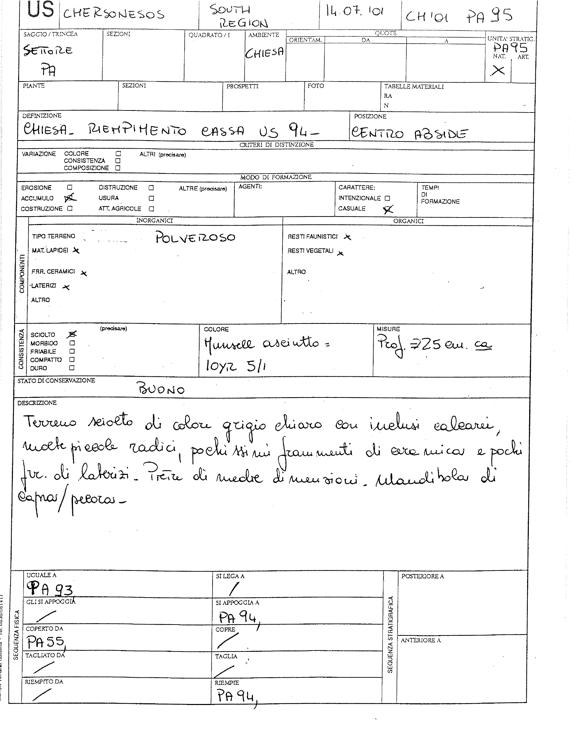 US CHERSONESOS SOUTH REGION 14.07.'01 CH'01 PA 95
SAGGIO/TRINCEA SEZIONI QUADRATO/I AMBIENTE QUOTE UNITA' STRATIG.
ORIENTAM. DA A
SETTORE PA CHIESA PA95
NAT. ART.
X
PIANTE SEZIONI PROSPETTI FOTO TABELLE MATERIALI
RA
N
DEFINIZIONE POSIZIONE
CHIESA - RIEMPIMENTO CASSA US 94 - CENTRO ABSIDE
CRITERI DI DISTINZIONE
VARIAZIONE COLORE ☐ ALTRI (precisare)
CONSISTENZA ☐
COMPOSIZIONE ☐
MODO DI FORMAZIONE
EROSIONE ☐ DISTRUZIONE ☐ ALTRE (precisare) AGENTI: CARATTERE: TEMPI
ACCUMULO ☒ USURA ☐ INTENZIONALE ☐ DI
COSTRUZIONE ☐ ATT. AGRICOLE ☐ CASUALE ☒ FORMAZIONE
COMPONENTI
INORGANICI ORGANICI
TIPO TERRENO POLVEROSO RESTI FAUNISTICI X
MAT. LAPIDEI X RESTI VEGETALI X
FRR. CERAMICI X ALTRO
LATERIZI X
ALTRO
CONSISTENZA
(precisare) COLORE MISURE
SCIOLTO ☒ Munsell asciutto = Prof. 25 cm. ca
MORBIDO ☐ 10YR 5/1
FRIABILE ☐
COMPATTO ☐
DURO ☐
STATO DI CONSERVAZIONE
BUONO
DESCRIZIONE
Terreno sciolto di colore grigio chiaro con inclusi calcarei,
molte piccole radici, pochissimi frammenti di ceramica e pochi
frr. di laterizi. Pietre di medie dimensioni. Mandibola di
capra/pecora -
SEQUENZA FISICA
UGUALE A SI LEGA A
PA 93 /
GLI SI APPOGGIA SI APPOGGIA A
/ PA 94,
COPERTO DA COPRE
PA55, /
TAGLIATO DA TAGLIA
/ /
RIEMPITO DA RIEMPIE
/ PA 94,
SEQUENZA STRATIGRAFICA
POSTERIORE A
ANTERIORE A